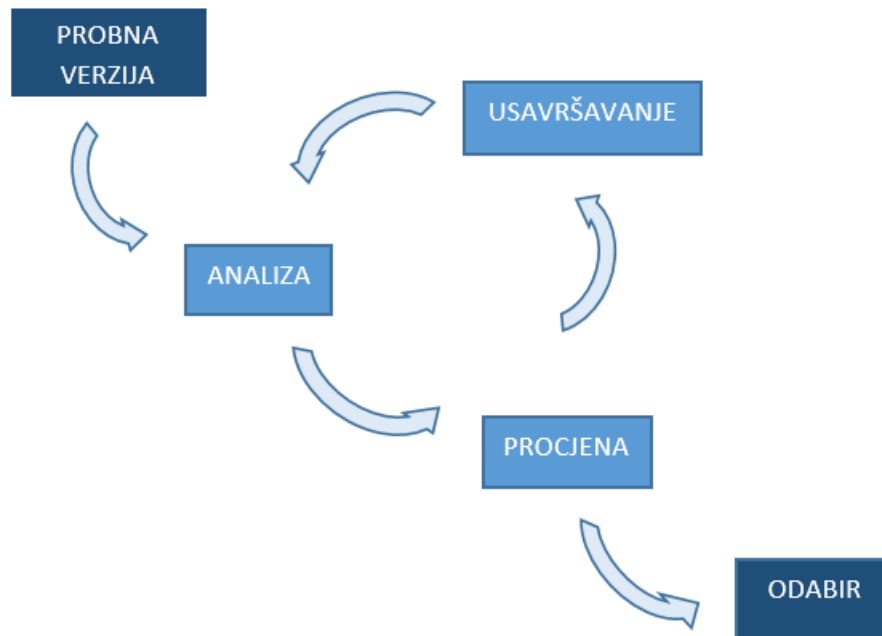 PROBNA
VERZIJA
USAVRŠAVANJE
ANALIZA
PROCJENA
ODABIR